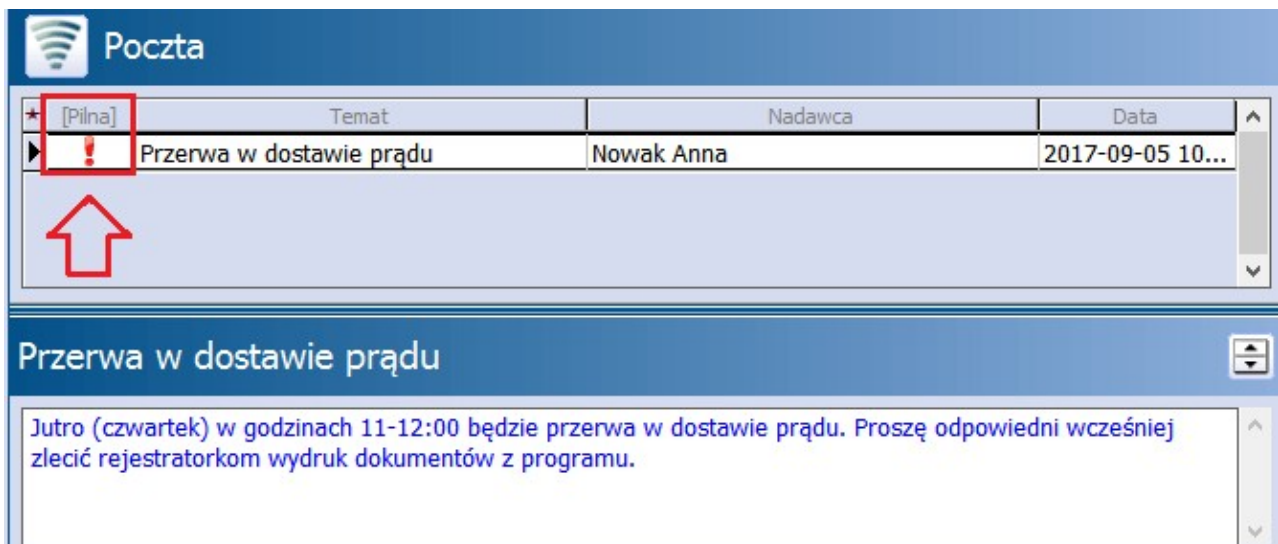 Poczta
[Pilna] Temat Nadawca Data
Przerwa w dostawie prądu Nowak Anna 2017-09-05 10...
Przerwa w dostawie prądu
Jutro (czwartek) w godzinach 11-12:00 będzie przerwa w dostawie prądu. Proszę odpowiedni wcześniej
zlecić rejestratorkom wydruk dokumentów z programu.